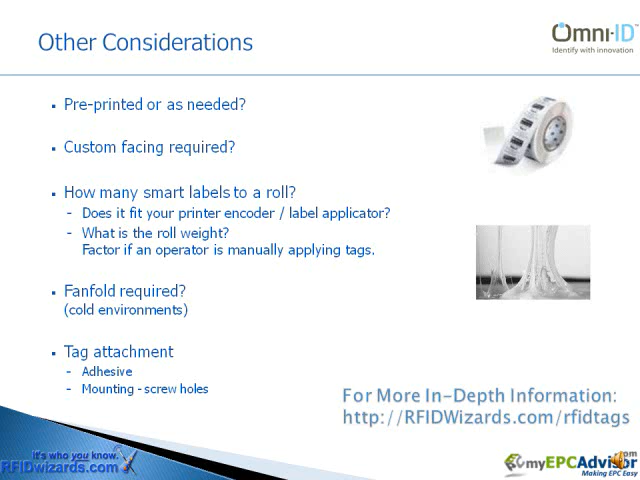 Other Considerations
Omni-ID™
Identify with innovation
Pre-printed or as needed?
Custom facing required?
How many smart labels to a roll?
- Does it fit your printer encoder / label applicator?
- What is the roll weight?
Factor if an operator is manually applying tags.
Fanfold required?
(cold environments)
Tag attachment
- Adhesive
- Mounting - screw holes
For More In-Depth Information:
http://RFIDWizards.com/rfidtags
It's who you know.
RFIDwizards.com
myEPCAdvisor.com
Making EPC Easy